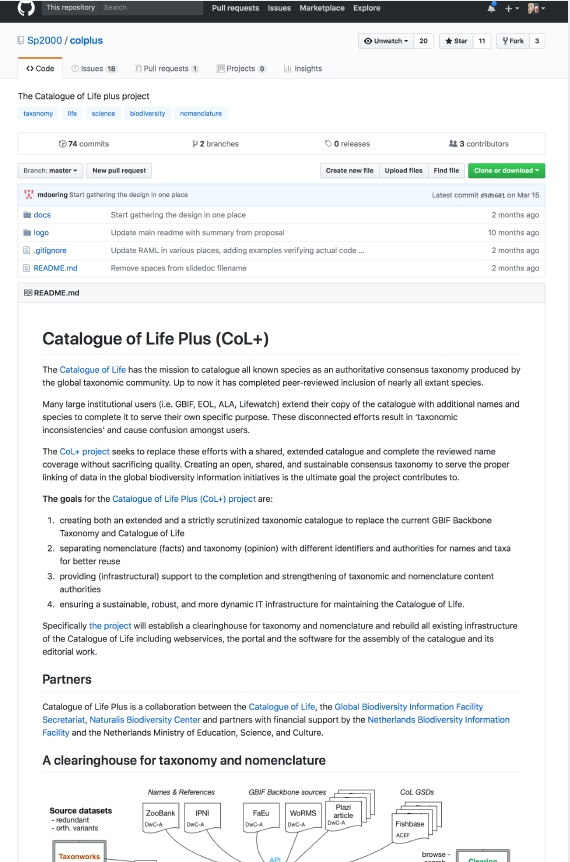 This repository Search Pull requests Issues Marketplace Explore
Sp2000 / colplus Unwatch 20 Star 11 Fork 3
Code Issues 18 Pull requests 1 Projects 0 Insights
The Catalogue of Life plus project
taxonomy life science biodiversity nomenclature
74 commits 2 branches 0 releases 3 contributors
Branch: master New pull request Create new file Upload files Find file Clone or download
mdoering Start gathering the design in one place Latest commit d9db601 on Mar 15
docs Start gathering the design in one place 2 months ago
logo Update main readme with summary from proposal 10 months ago
.gitignore Update RAML in various places, adding examples verifying actual code ... 2 months ago
README.md Remove spaces from slidedoc filename 2 months ago
README.md
Catalogue of Life Plus (CoL+)
The Catalogue of Life has the mission to catalogue all known species as an authoritative consensus taxonomy produced by
the global taxonomic community. Up to now it has completed peer-reviewed inclusion of nearly all extant species.
Many large institutional users (i.e. GBIF, EOL, ALA, Lifewatch) extend their copy of the catalogue with additional names and
species to complete it to serve their own specific purpose. These disconnected efforts result in 'taxonomic
inconsistencies' and cause confusion amongst users.
The CoL+ project seeks to replace these efforts with a shared, extended catalogue and complete the reviewed name
coverage without sacrificing quality. Creating an open, shared, and sustainable consensus taxonomy to serve the proper
linking of data in the global biodiversity information initiatives is the ultimate goal the project contributes to.
The goals for the Catalogue of Life Plus (CoL+) project are:
1. creating both an extended and a strictly scrutinized taxonomic catalogue to replace the current GBIF Backbone
Taxonomy and Catalogue of Life
2. separating nomenclature (facts) and taxonomy (opinion) with different identifiers and authorities for names and taxa
for better reuse
3. providing (infrastructural) support to the completion and strengthening of taxonomic and nomenclature content
authorities
4. ensuring a sustainable, robust, and more dynamic IT infrastructure for maintaining the Catalogue of Life.
Specifically the project will establish a clearinghouse for taxonomy and nomenclature and rebuild all existing infrastructure
of the Catalogue of Life including webservices, the portal and the software for the assembly of the catalogue and its
editorial work.
Partners
Catalogue of Life Plus is a collaboration between the Catalogue of Life, the Global Biodiversity Information Facility
Secretariat, Naturalis Biodiversity Center and partners with financial support by the Netherlands Biodiversity Information
Facility and the Netherlands Ministry of Education, Science, and Culture.
A clearinghouse for taxonomy and nomenclature
Names & References GBIF Backbone sources CoL GSDs
Source datasets
- redundant
- orth. variants
ZooBank
DwC-A
IPNI
DwC-A
FaEu
DwC-A
WoRMS
DwC-A
Plazi
article
DwC-A
Fishbase
ACEF
Taxonworks
API
browse -
Clearing